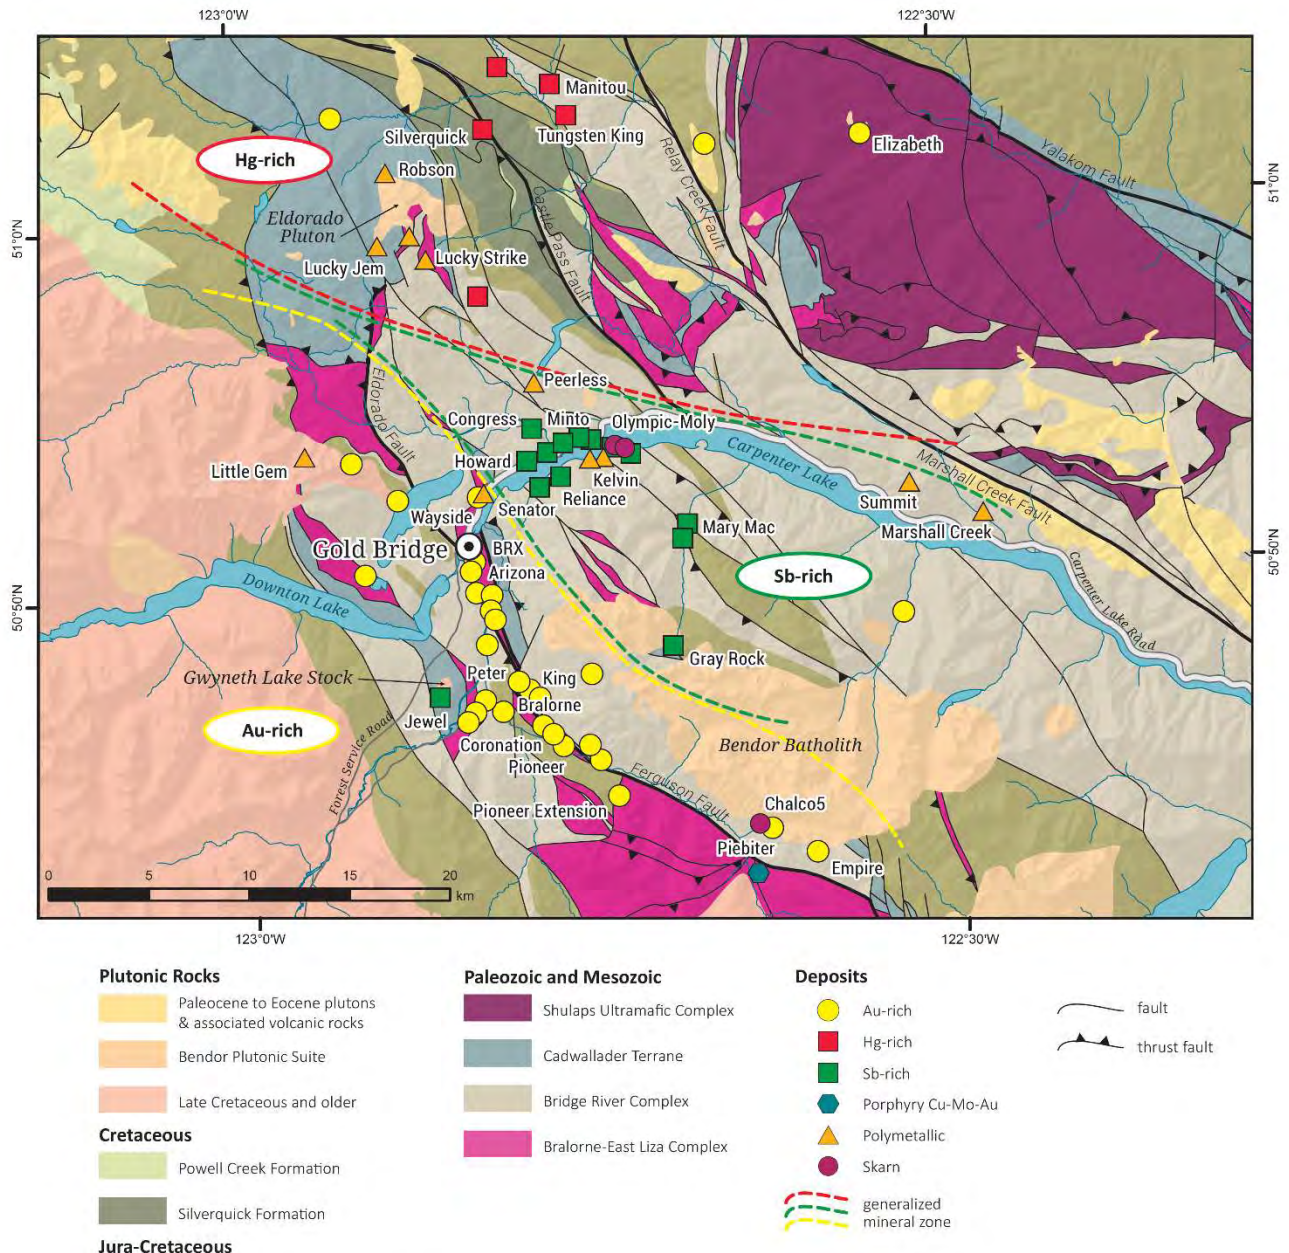 123°0'W
122°30'W
Manitou
Silverquick
Tungsten King
Elizabeth
Yalakom Fault
Hg-rich
Robson
Relay Creek Fault
51°0'N
51°0'N
Eldorado
Pluton
Castle Pass Fault
Lucky Strike
Lucky Jem
Eldorado Fault
Peerless
Congress
Minto
Olympic-Moly
Carpenter Lake
Howard
Little Gem
Kelvin
Reliance
Marshall Creek Fault
Summit
Senator
Wayside
Mary Mac
Marshall Creek
Gold Bridge
BRX
Arizona
Sb-rich
Carpenter Lake Road
50°50'N
50°50'N
Downton Lake
Gray Rock
Gwyneth Lake Stock
Peter
King
Jewel
Bralorne
Au-rich
Coronation
Bendor Batholith
Pioneer
Forest Service Road
Ferguson Fault
Pioneer Extension
Chalco5
Piebiter
Empire
0
5
10
15
20
km
123°0'W
122°30'W
Plutonic Rocks
Paleocene to Eocene plutons
& associated volcanic rocks
Bendor Plutonic Suite
Late Cretaceous and older
Cretaceous
Powell Creek Formation
Silverquick Formation
Jura-Cretaceous
Paleozoic and Mesozoic
Shulaps Ultramafic Complex
Cadwallader Terrane
Bridge River Complex
Bralorne-East Liza Complex
Deposits
Au-rich
Hg-rich
Sb-rich
Porphyry Cu-Mo-Au
Polymetallic
Skarn
generalized
mineral zone
fault
thrust fault